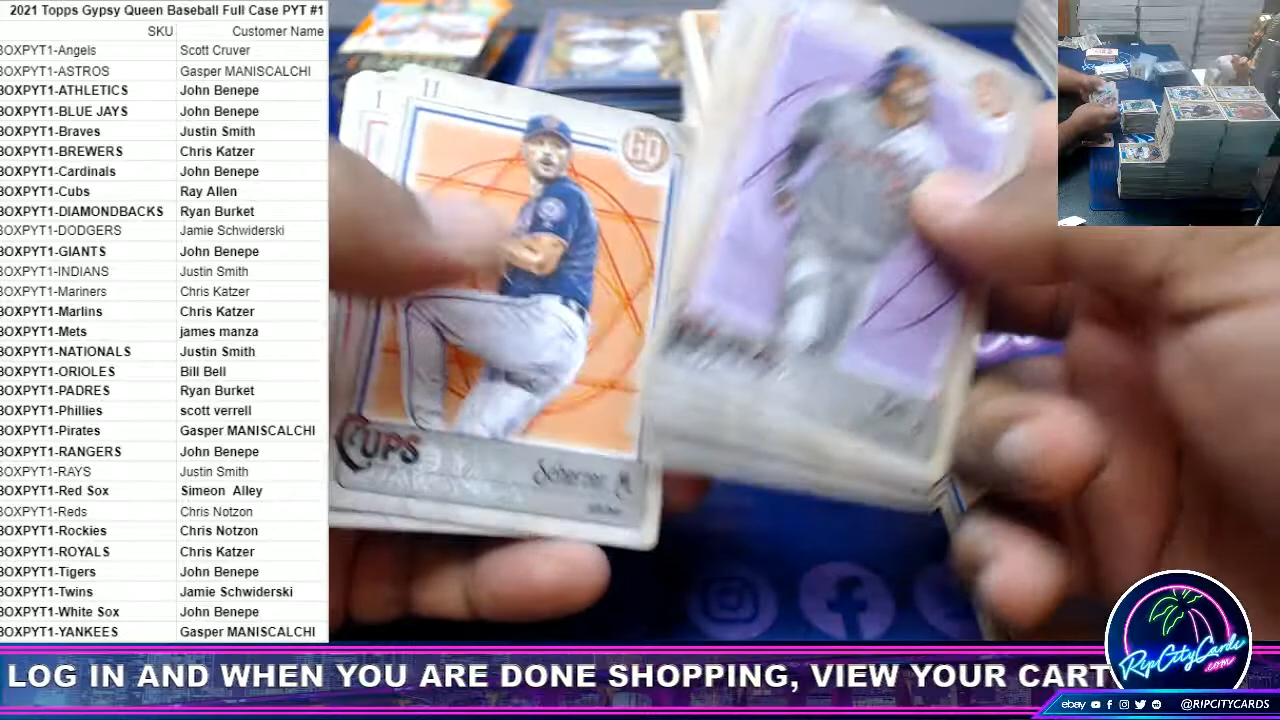 2021 Topps Gypsy Queen Baseball Full Case PYT #1
SKU Customer Name
BOXPYT1-Angels Scott Cruver
BOXPYT1-ASTROS Gasper MANISCALCHI
BOXPYT1-ATHLETICS John Benepe
BOXPYT1-BLUE JAYS John Benepe
BOXPYT1-Braves Justin Smith
BOXPYT1-BREWERS Chris Katzer
BOXPYT1-Cardinals John Benepe
BOXPYT1-Cubs Ray Allen
BOXPYT1-DIAMONDBACKS Ryan Burket
BOXPYT1-DODGERS Jamie Schwiderski
BOXPYT1-GIANTS John Benepe
BOXPYT1-INDIANS Justin Smith
BOXPYT1-Mariners Chris Katzer
BOXPYT1-Marlins Chris Katzer
BOXPYT1-Mets james manza
BOXPYT1-NATIONALS Justin Smith
BOXPYT1-ORIOLES Bill Bell
BOXPYT1-PADRES Ryan Burket
BOXPYT1-Phillies scott verrell
BOXPYT1-Pirates Gasper MANISCALCHI
BOXPYT1-RANGERS John Benepe
BOXPYT1-RAYS Justin Smith
BOXPYT1-Red Sox Simeon Alley
BOXPYT1-Reds Chris Notzon
BOXPYT1-Rockies Chris Notzon
BOXPYT1-ROYALS Chris Katzer
BOXPYT1-Tigers John Benepe
BOXPYT1-Twins Jamie Schwiderski
BOXPYT1-White Sox John Benepe
BOXPYT1-YANKEES Gasper MANISCALCHI
GQ
CUPS
Scherzer
LOG IN AND WHEN YOU ARE DONE SHOPPING, VIEW YOUR CART
RipCityCards
.com
ebay @RIPCITYCARDS